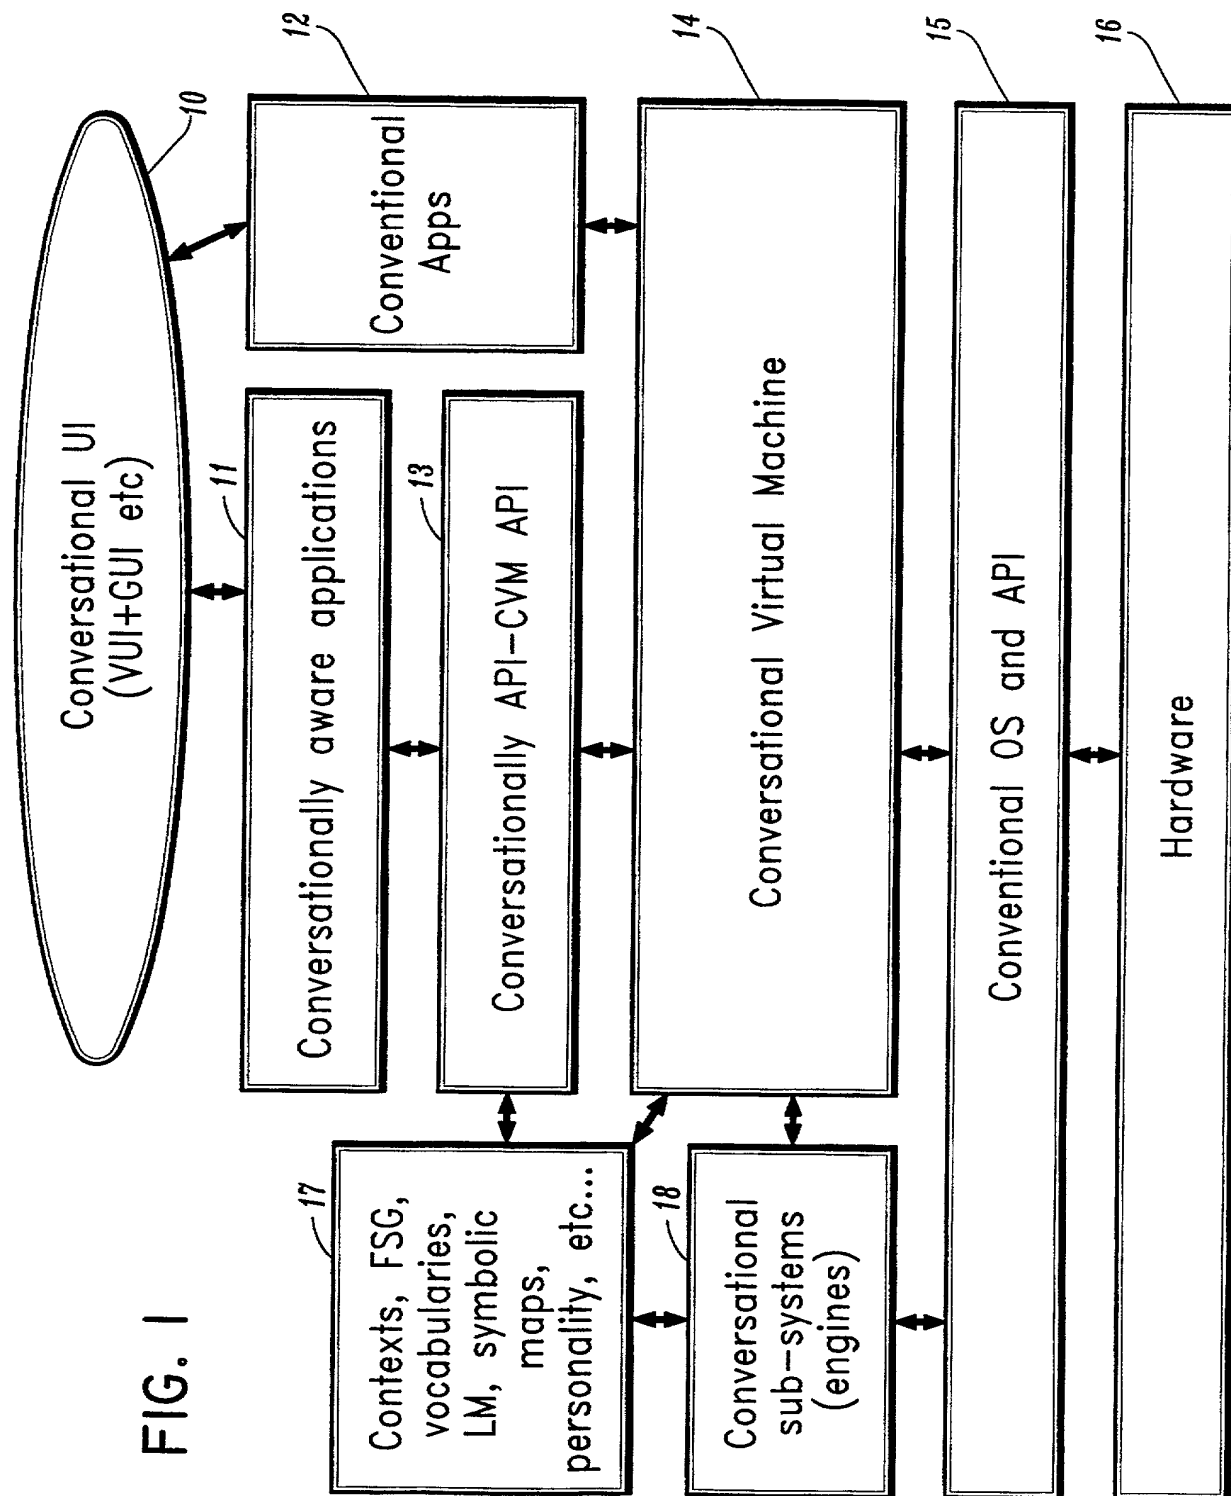 FIG. 1
Conversational UI
(VUI+GUI etc)
10
11
Conversationally aware applications
12
Conventional
Apps
13
Conversationally API-CVM API
17
Contexts, FSG,
vocabularies,
LM, symbolic
maps,
personality, etc...
14
Conversational Virtual Machine
18
Conversational
sub-systems
(engines)
15
Conventional OS and API
16
Hardware